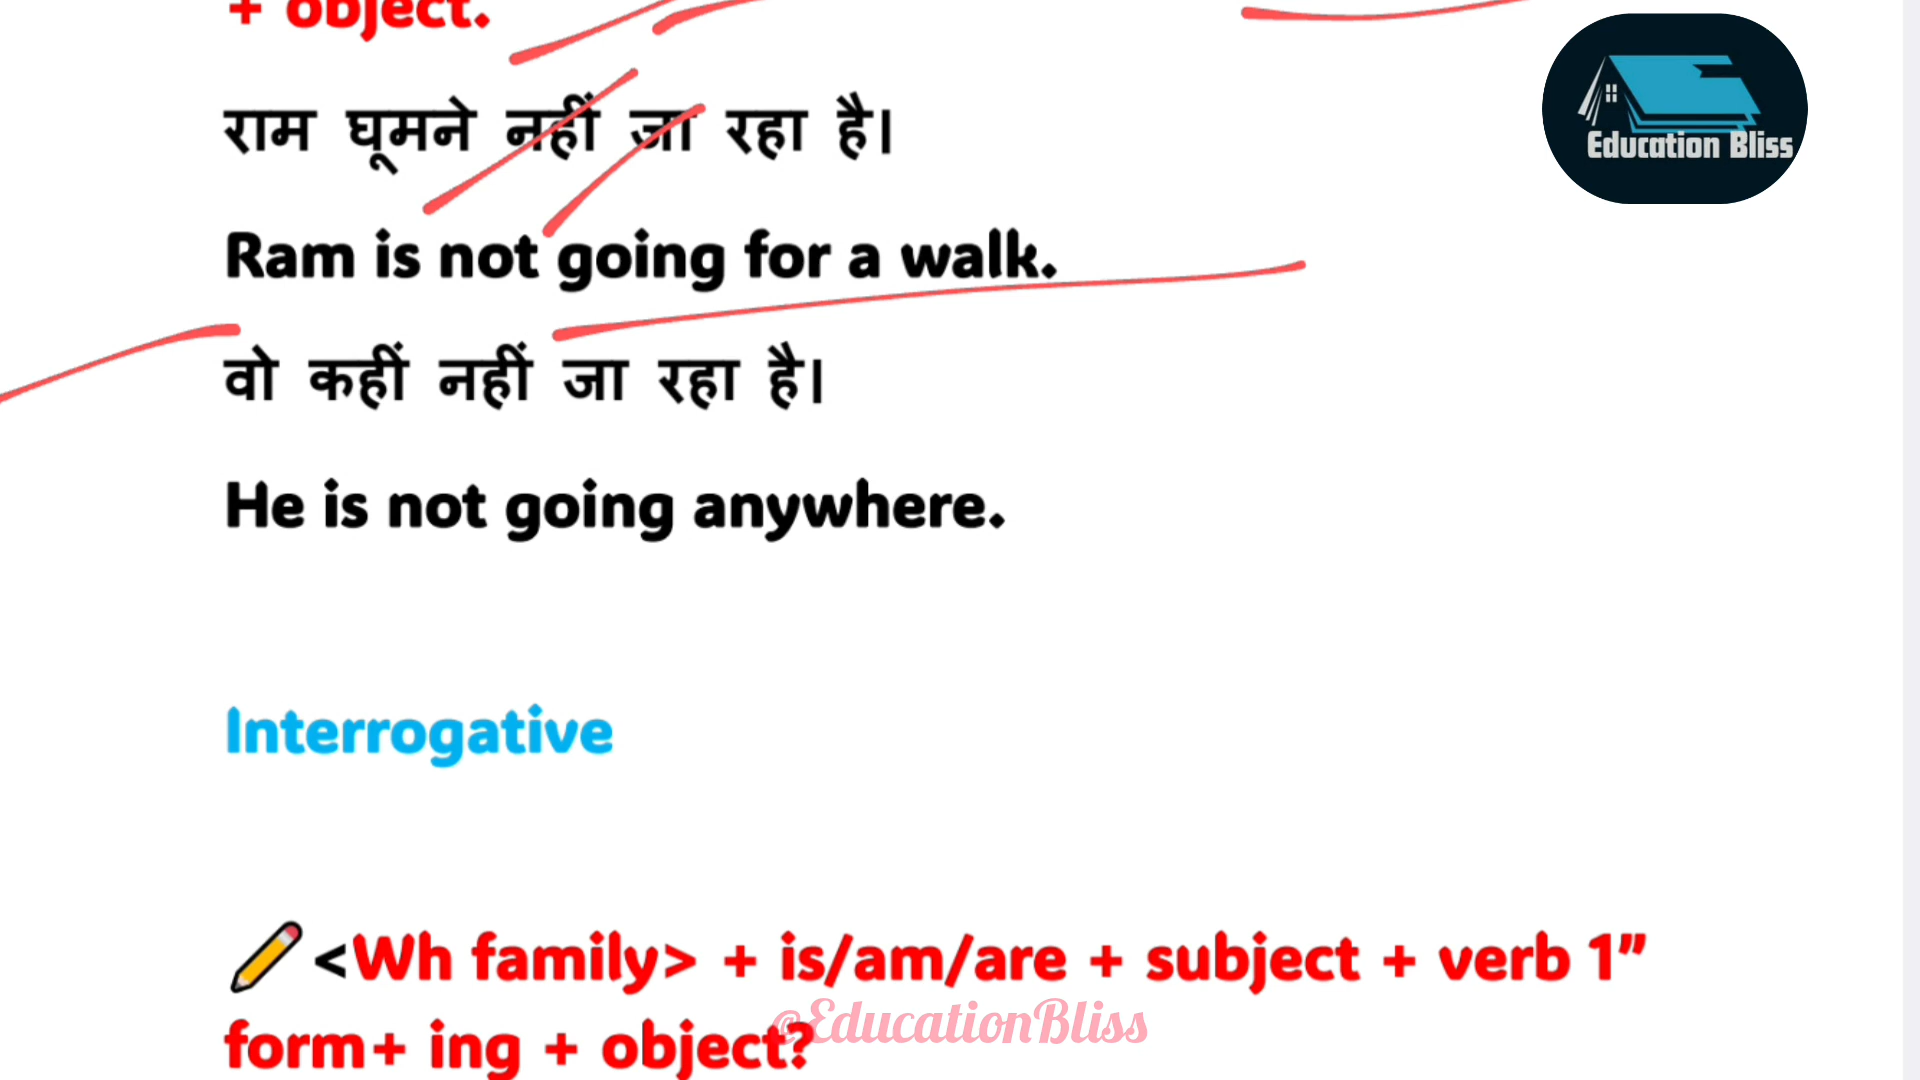 + object.
Education Bliss
राम घूमने नहीं जा रहा है।
Ram is not going for a walk.
वो कहीं नहीं जा रहा है।
He is not going anywhere.
Interrogative
<Wh family> + is/am/are + subject + verb 1”
form+ ing + object?
@EducationBliss